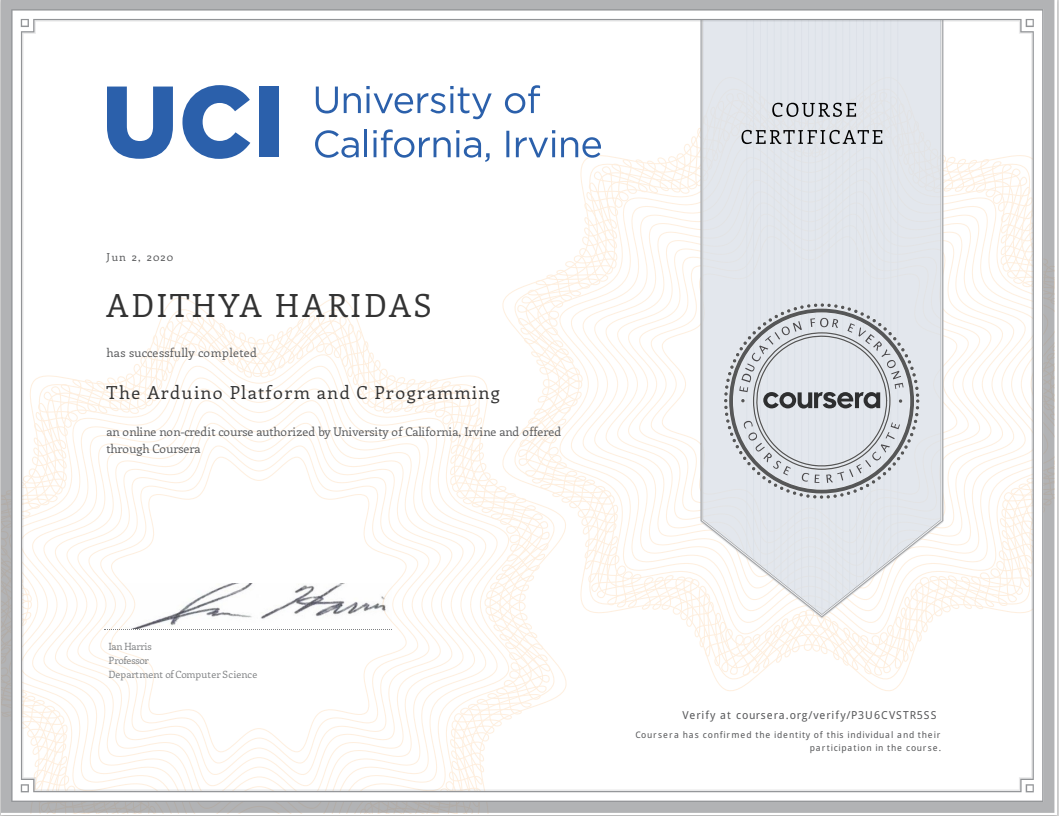 UCI University of
California, Irvine
COURSE
CERTIFICATE
Jun 2, 2020
ADITHYA HARIDAS
has successfully completed
The Arduino Platform and C Programming
an online non-credit course authorized by University of California, Irvine and offered
through Coursera
EDUCATION FOR EVERYONE
coursera
COURSE CERTIFICATE
Ian Harris
Ian Harris
Professor
Department of Computer Science
Verify at coursera.org/verify/P3U6CVSTR5SS
Coursera has confirmed the identity of this individual and their
participation in the course.